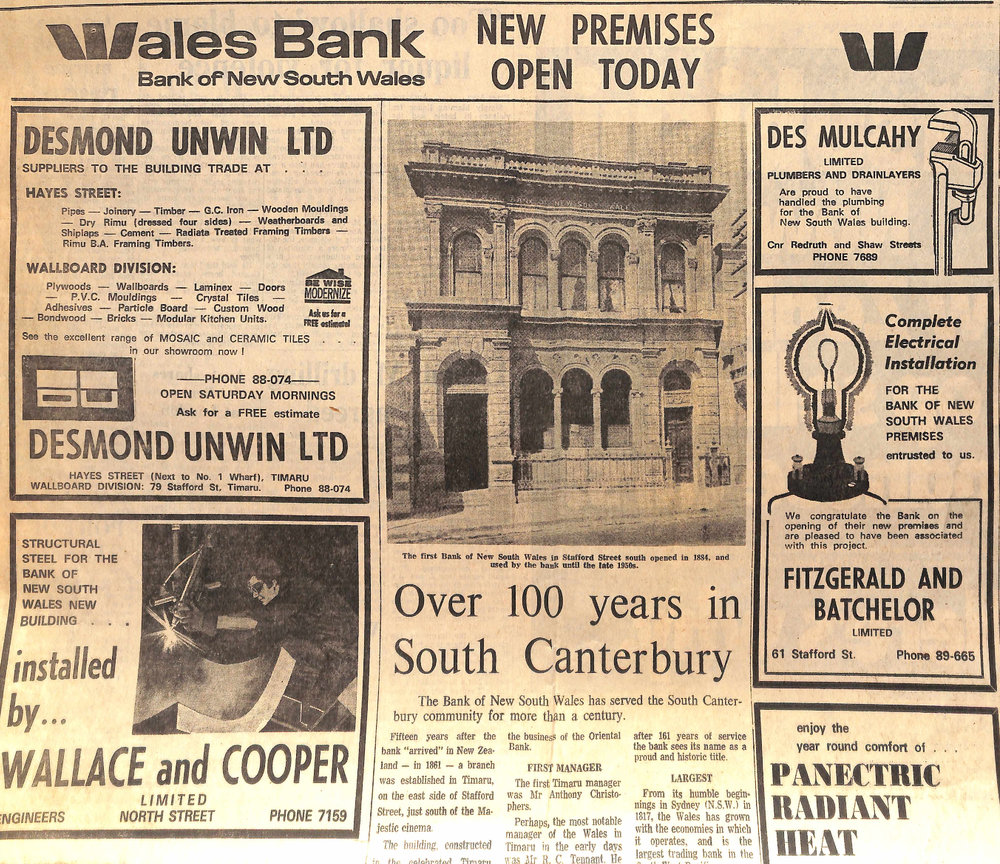 Wales Bank
Bank of New South Wales
NEW PREMISES
OPEN TODAY
DESMOND UNWIN LTD
SUPPLIERS TO THE BUILDING TRADE AT . . . .
HAYES STREET:
Pipes — Joinery — Timber — G.C. Iron — Wooden Mouldings
— Dry Rimu (dressed four sides) — Weatherboards and
Shiplaps — Cement — Radiata Treated Framing Timbers —
Rimu B.A. Framing Timbers.
WALLBOARD DIVISION:
Plywoods — Wallboards — Laminex — Doors
— P.V.C. Mouldings — Crystal Tiles —
Adhesives — Particle Board — Custom Wood
— Bondwood — Bricks — Modular Kitchen Units.
BE WISE
MODERNIZE
Ask us for a
FREE estimate!
See the excellent range of MOSAIC and CERAMIC TILES . . . .
in our showroom now !
DU
——PHONE 88-074——
OPEN SATURDAY MORNINGS
Ask for a FREE estimate
DESMOND UNWIN LTD
HAYES STREET (Next to No. 1 Wharf), TIMARU
WALLBOARD DIVISION: 79 Stafford St, Timaru. Phone 88-074
STRUCTURAL
STEEL FOR THE
BANK OF
NEW SOUTH
WALES NEW
BUILDING . . . .
installed
by...
WALLACE and COOPER
LIMITED
ENGINEERS NORTH STREET PHONE 7159
The first Bank of New South Wales in Stafford Street south opened in 1884, and
used by the bank until the late 1950s.
Over 100 years in
South Canterbury
The Bank of New South Wales has served the South Canter-
bury community for more than a century.
Fifteen years after the
bank "arrived" in New Zea-
land — in 1861 — a branch
was established in Timaru,
on the east side of Stafford
Street, just south of the Ma-
jestic cinema.
The building, constructed
in the celebrated Timaru
the business of the Oriental
Bank.
FIRST MANAGER
The first Timaru manager
was Mr Anthony Christo-
phers.
Perhaps, the most notable
manager of the Wales in
Timaru in the early days
was Mr R. C. Tennant. He
after 161 years of service
the bank sees its name as a
proud and historic title.
LARGEST
From its humble begin-
nings in Sydney (N.S.W.) in
1817, the Wales has grown
with the economies in which
it operates, and is the
largest trading bank in the
DES MULCAHY
LIMITED
PLUMBERS AND DRAINLAYERS
Are proud to have
handled the plumbing
for the Bank of
New South Wales building.
Cnr Redruth and Shaw Streets
PHONE 7689
Complete
Electrical
Installation
FOR THE
BANK OF NEW
SOUTH WALES
PREMISES
entrusted to us.
We congratulate the Bank on the
opening of their new premises and
are pleased to have been associated
with this project.
FITZGERALD AND
BATCHELOR
LIMITED
61 Stafford St. Phone 89-665
enjoy the
year round comfort of . . .
PANECTRIC
RADIANT
HEAT